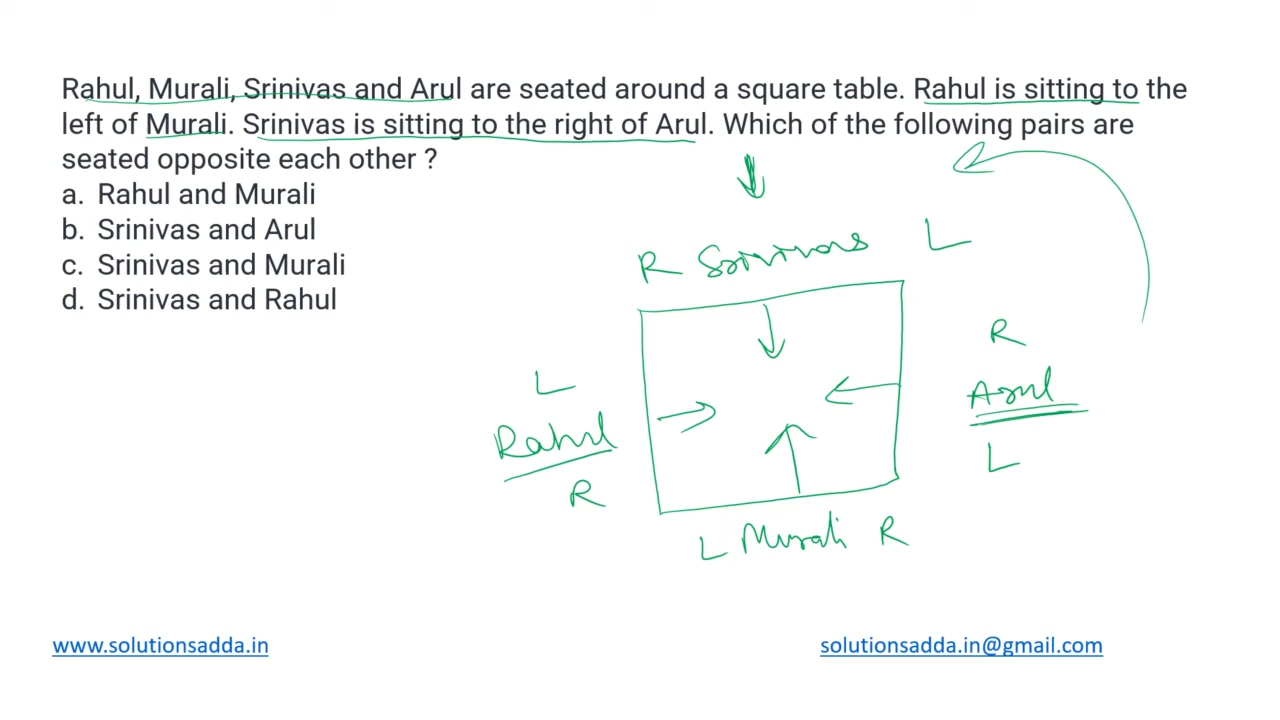 Rahul, Murali, Srinivas and Arul are seated around a square table. Rahul is sitting to the
left of Murali. Srinivas is sitting to the right of Arul. Which of the following pairs are
seated opposite each other ?
a. Rahul and Murali
b. Srinivas and Arul
c. Srinivas and Murali
d. Srinivas and Rahul
R Srinivas L
R
L
Arul
Rahul
L
R
L Murali R
www.solutionsadda.in
solutionsadda.in@gmail.com